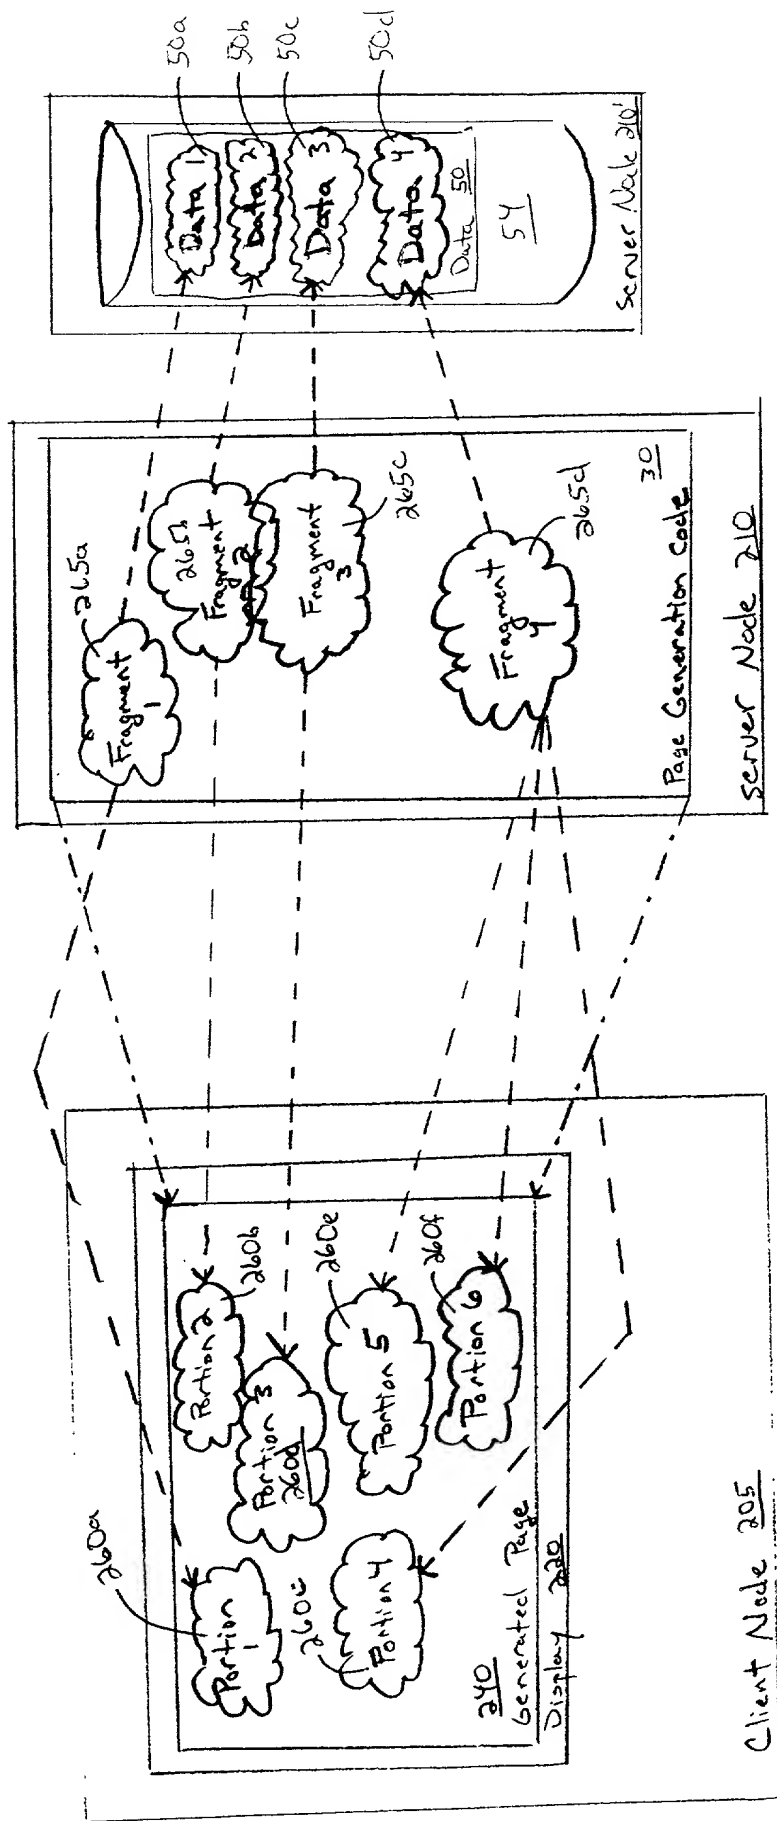 260a
Portion
1
Portion 2
260b
Portion 3
260d
260c
Portion 4
Portion 5
260e
Portion 6
260f
240
Generated Page
Display 220
Client Node 205
265a
Fragment
1
265b
Fragment
2
Fragment
3
265c
Fragment
4
265d
30
Page Generation Code
Server Node 210
50a
50b
50c
50d
Data 1
Data 2
Data 3
Data 4
Data 50
54
Server Node 210'